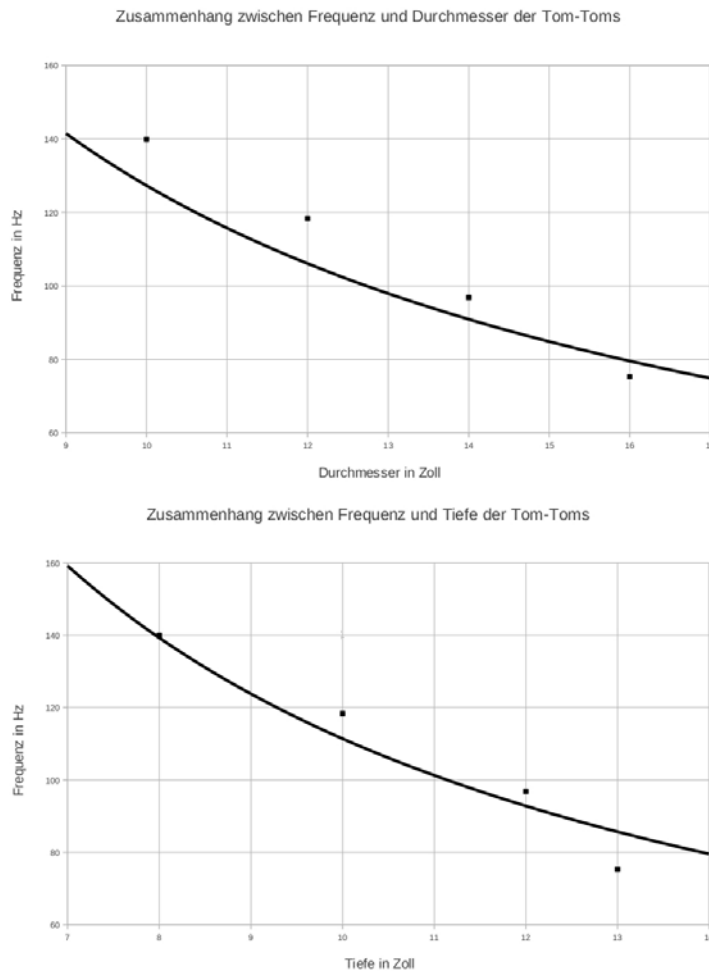 Zusammenhang zwischen Frequenz und Durchmesser der Tom-Toms
160
140
120
100
80
60
Frequenz in Hz
9 10 11 12 13 14 15 16
Durchmesser in Zoll
Zusammenhang zwischen Frequenz und Tiefe der Tom-Toms
160
140
120
100
80
60
Frequenz in Hz
7 8 9 10 11 12 13
Tiefe in Zoll